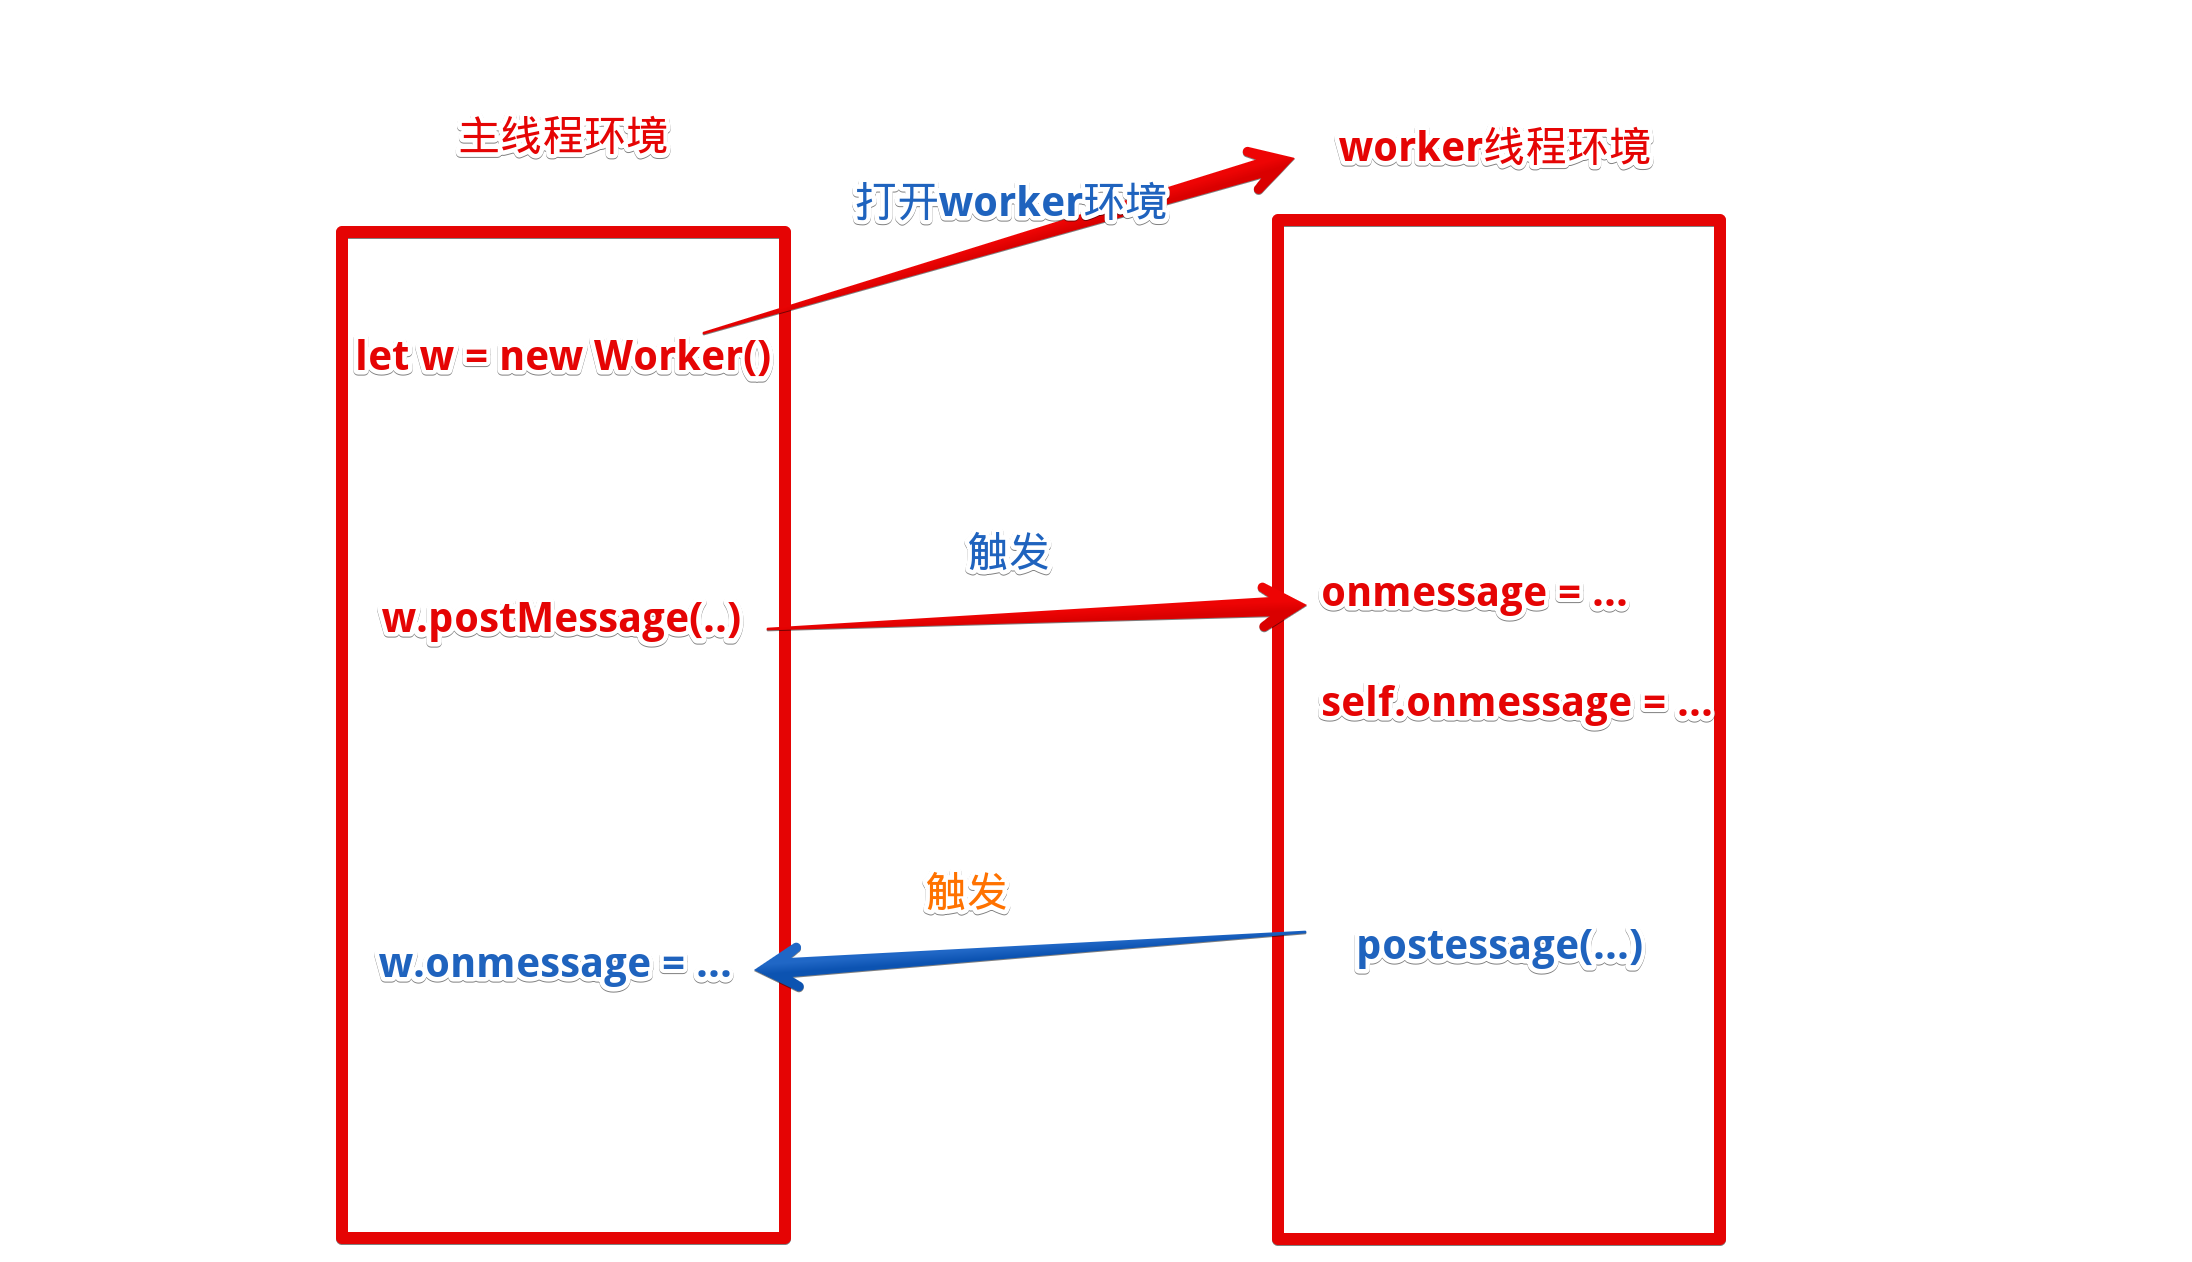 主线程环境
worker线程环境
打开worker环境
let w = new Worker()
触发
w.postMessage(..)
onmessage = ...
self.onmessage = ...
触发
w.onmessage = ...
postessage(...)